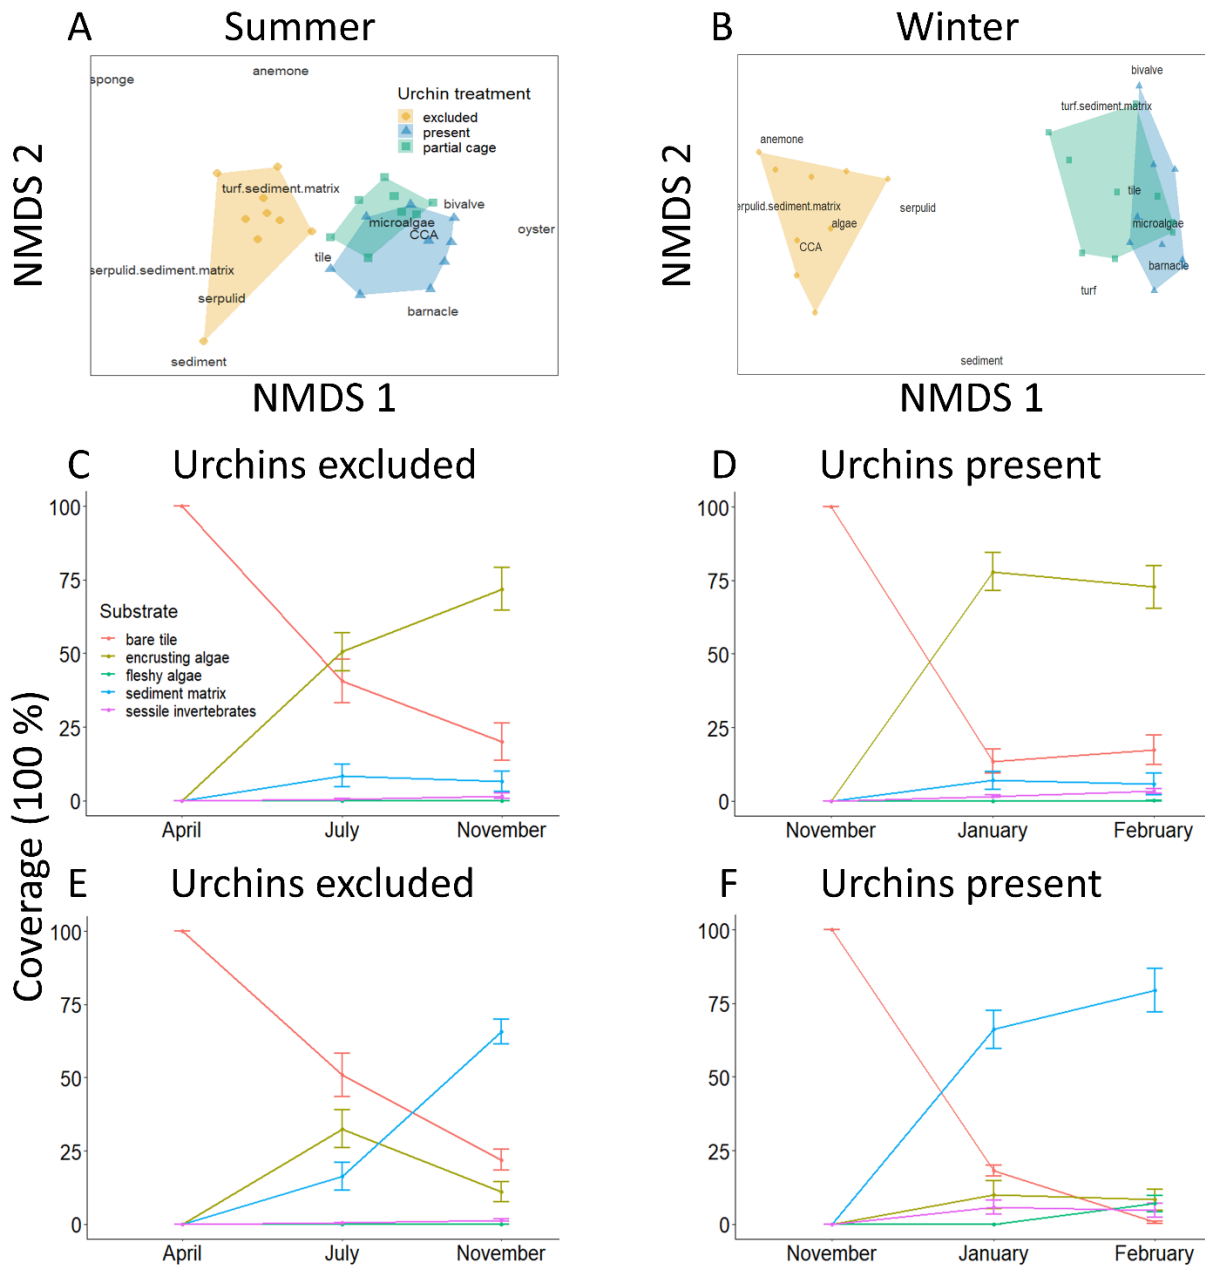 A Summer
sponge
anemone
Urchin treatment
excluded
present
partial cage
turf.sediment.matrix
bivalve
microalgae
CCA
oyster
tile
serpulid.sediment.matrix
serpulid
barnacle
sediment
NMDS 2
NMDS 1
B Winter
bivalve
turf.sediment.matrix
anemone
tile
erpulid.sediment.matrix
serpulid
algae
microalgae
CCA
barnacle
turf
sediment
NMDS 2
NMDS 1
C Urchins excluded
100
75
50
25
0
Substrate
bare tile
encrusting algae
fleshy algae
sediment matrix
sessile invertebrates
April July November
D Urchins present
100
75
50
25
0
November January February
Coverage (100 %)
E Urchins excluded
100
75
50
25
0
April July November
F Urchins present
100
75
50
25
0
November January February